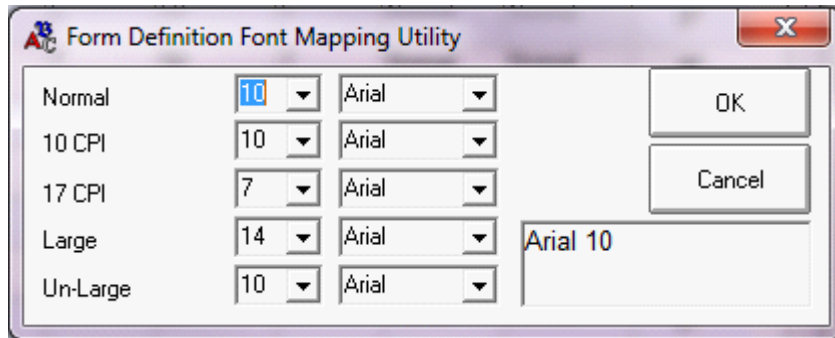 Form Definition Font Mapping Utility
Normal 10 Arial OK
10 CPI 10 Arial
17 CPI 7 Arial Cancel
Large 14 Arial Arial 10
Un-Large 10 Arial